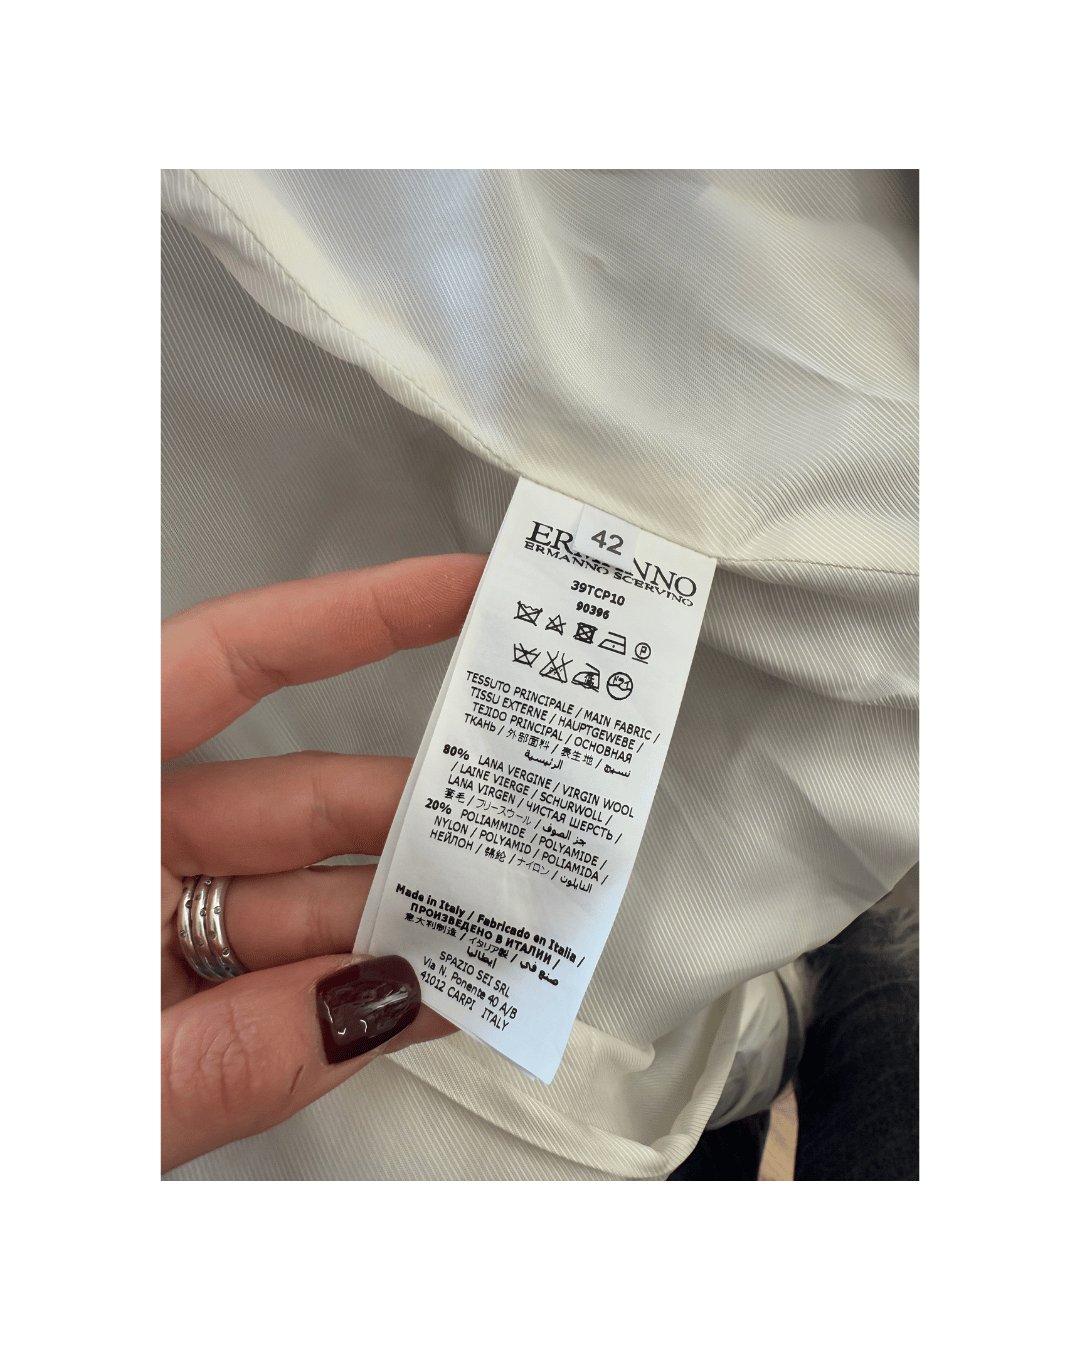 42
ERMANNO
ERMANNO SCERVINO
39TCP10
90396
TESSUTO PRINCIPALE / MAIN FABRIC /
TISSU EXTERNE / HAUPTGEWEBE /
TEJIDO PRINCIPAL / ОСНОВНАЯ
ТКАНЬ / 外部面料 / 表生地 / نسيج
الرئيسية
80% LANA VERGINE / VIRGIN WOOL
/ LAINE VIERGE / SCHURWOLL /
LANA VIRGEN / ЧИСТАЯ ШЕРСТЬ /
套毛 / フリースウール / جز الصوف
20% POLIAMMIDE / POLYAMIDE /
NYLON / POLYAMID / POLIAMIDA /
НЕЙЛОН / 锦纶 / ナイロン / النايلون
Made in Italy / Fabricado en Italia /
ПРОИЗВЕДЕНО В ИТАЛИИ /
意大利制造 / イタリア製 / صنع في
إيطاليا
SPAZIO SEI SRL
Via N. Ponente 40 A/B
41012 CARPI ITALY